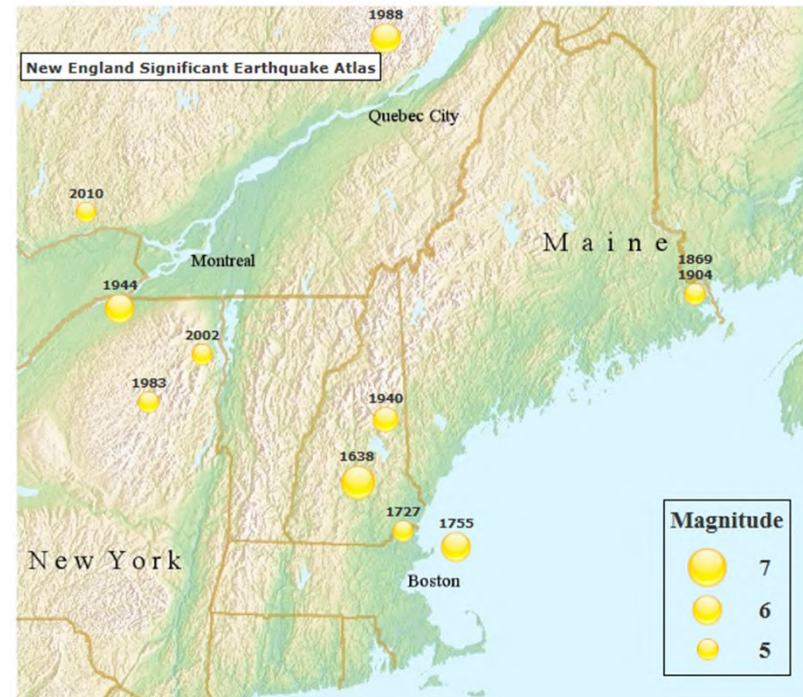 1988
New England Significant Earthquake Atlas
Quebec City
2010
Maine
Montreal
1869
1944
1904
2002
1983
1940
1638
1727
1755
Magnitude
New York
7
Boston
6
5